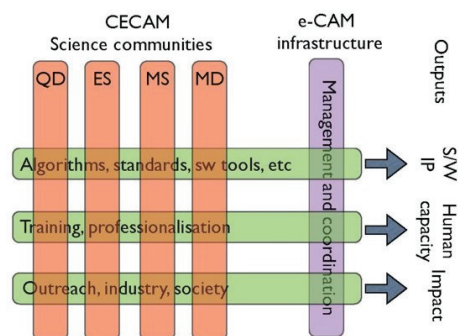 CECAM
Science communities
e-CAM
infrastructure
Outputs
QD
ES
MS
MD
Management and coordination
Algorithms, standards, sw tools, etc
S/W
IP
Training, professionalisation
Human
capacity
Outreach, industry, society
Impact